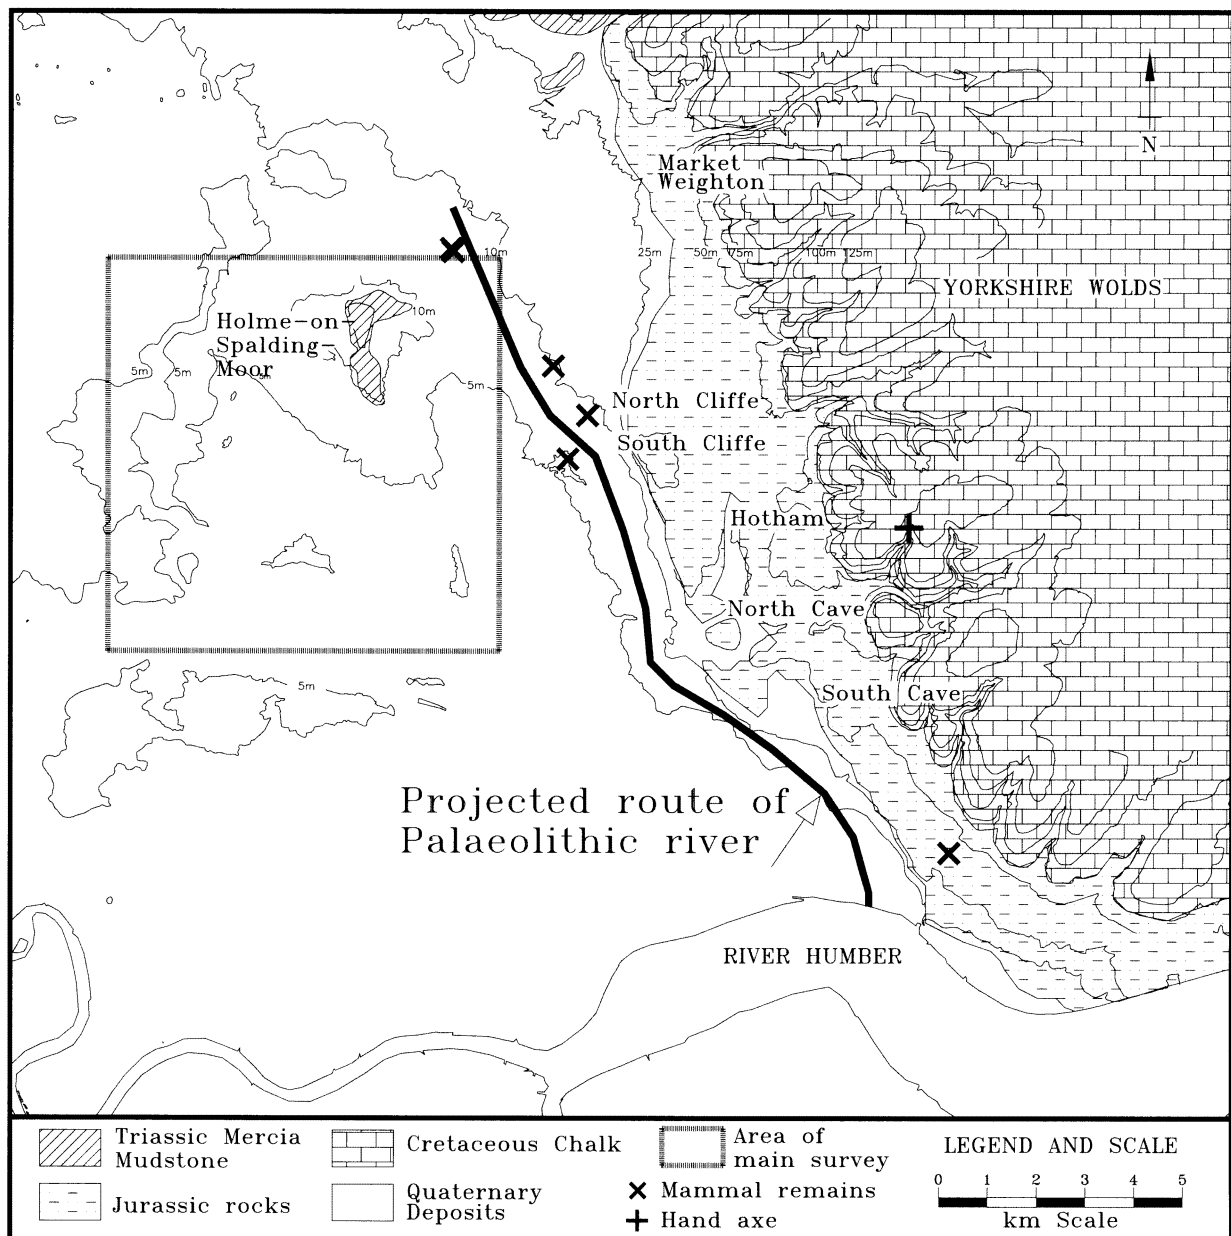 N
Market
Weighton
10m
25m
50m
75m
100m
125m
YORKSHIRE WOLDS
Holme-on-
Spalding-
Moor
10m
5m
5m
5m
5m
North Cliffe
South Cliffe
Hotham
North Cave
South Cave
5m
Projected route of
Palaeolithic river
RIVER HUMBER
Triassic Mercia
Mudstone
Cretaceous Chalk
Area of
main survey
LEGEND AND SCALE
Jurassic rocks
Quaternary
Deposits
Mammal remains
Hand axe
0 1 2 3 4 5
km Scale